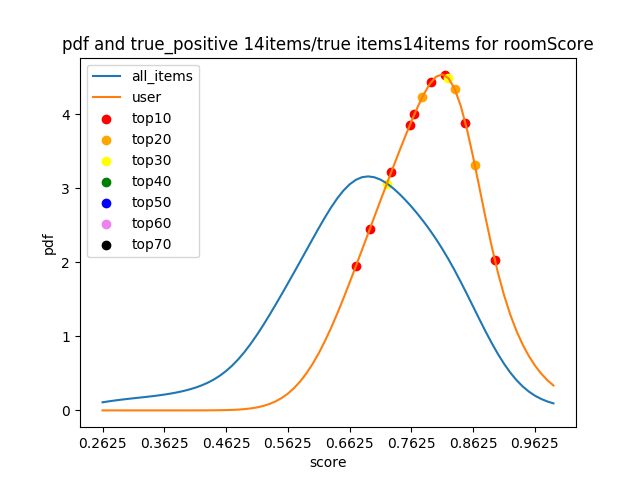 pdf and true_positive 14items/true items14items for roomScore
all_items
user
top10
top20
top30
top40
top50
top60
top70
pdf
4
3
2
1
0
0.2625 0.3625 0.4625 0.5625 0.6625 0.7625 0.8625 0.9625
score